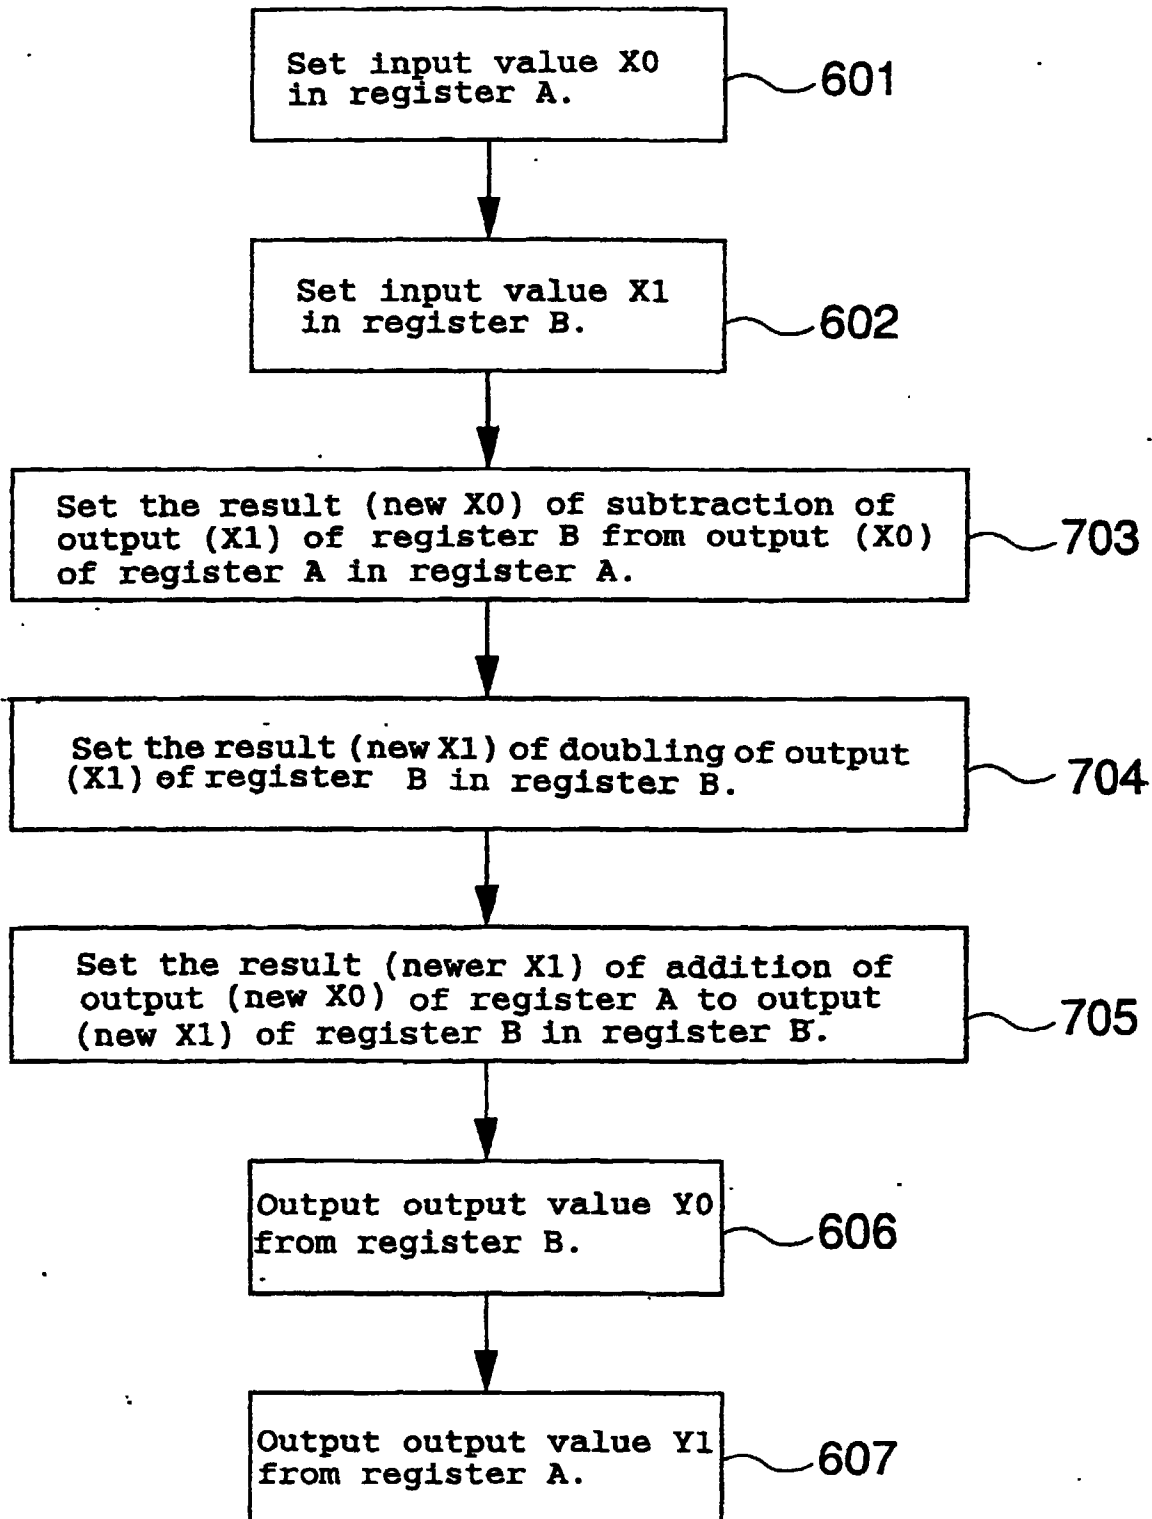 Set input value X0
in register A.
601
Set input value X1
in register B.
602
Set the result (new X0) of subtraction of
output (X1) of register B from output (X0)
of register A in register A.
703
Set the result (new X1) of doubling of output
(X1) of register B in register B.
704
Set the result (newer X1) of addition of
output (new X0) of register A to output
(new X1) of register B in register B.
705
Output output value Y0
from register B.
606
Output output value Y1
from register A.
607